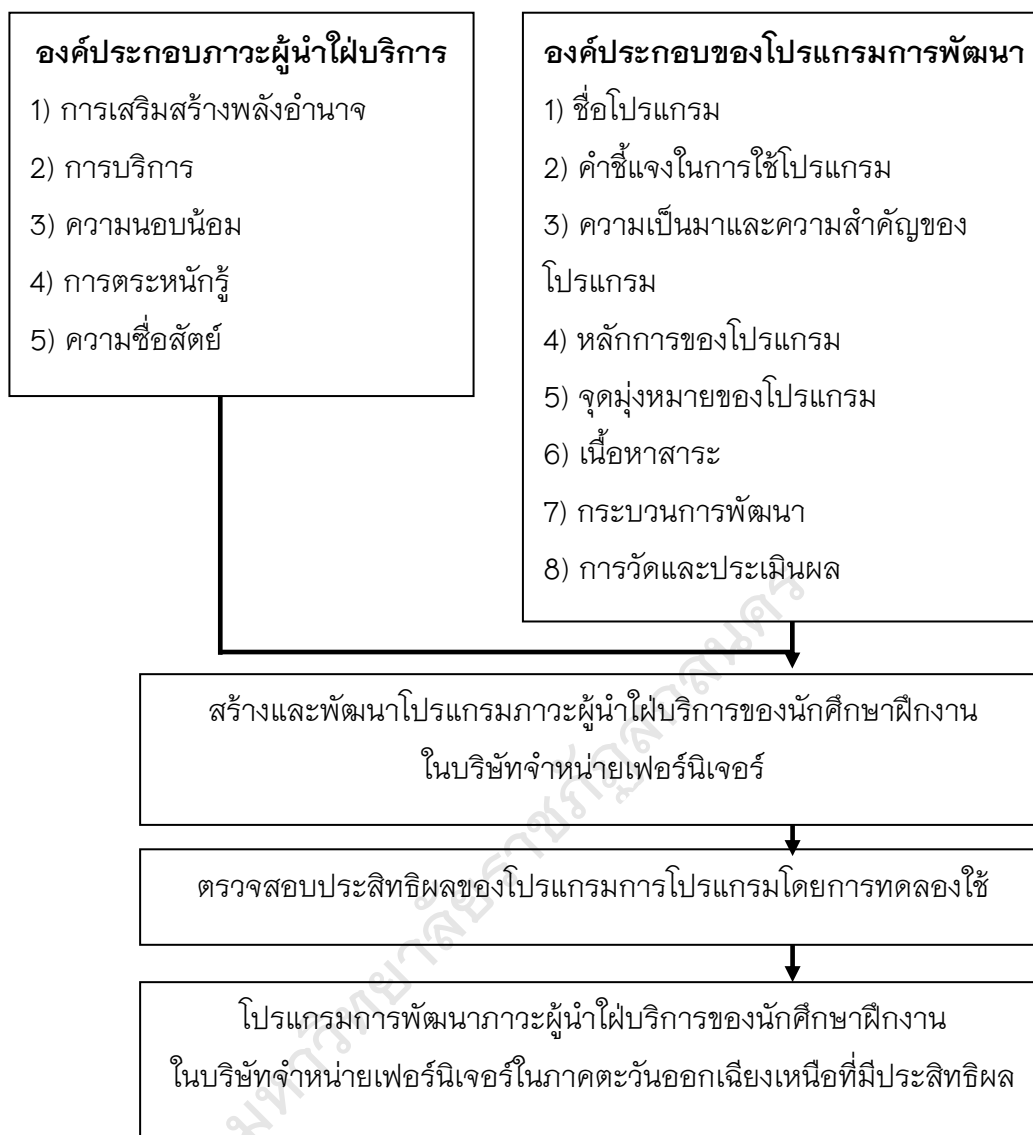 องค์ประกอบภาวะผู้นำใฝ่บริการ
1) การเสริมสร้างพลังอำนาจ
2) การบริการ
3) ความนอบน้อม
4) การตระหนักรู้
5) ความซื่อสัตย์
องค์ประกอบของโปรแกรมการพัฒนา
1) ชื่อโปรแกรม
2) คำชี้แจงในการใช้โปรแกรม
3) ความเป็นมาและความสำคัญของ
โปรแกรม
4) หลักการของโปรแกรม
5) จุดมุ่งหมายของโปรแกรม
6) เนื้อหาสาระ
7) กระบวนการพัฒนา
8) การวัดและประเมินผล
สร้างและพัฒนาโปรแกรมภาวะผู้นำใฝ่บริการของนักศึกษาฝึกงาน
ในบริษัทจำหน่ายเฟอร์นิเจอร์
ตรวจสอบประสิทธิผลของโปรแกรมการโปรแกรมโดยการทดลองใช้
โปรแกรมการพัฒนาภาวะผู้นำใฝ่บริการของนักศึกษาฝึกงาน
ในบริษัทจำหน่ายเฟอร์นิเจอร์ในภาคตะวันออกเฉียงเหนือที่มีประสิทธิผล
มหาวิทยาลัยราชภัฏสกลนคร